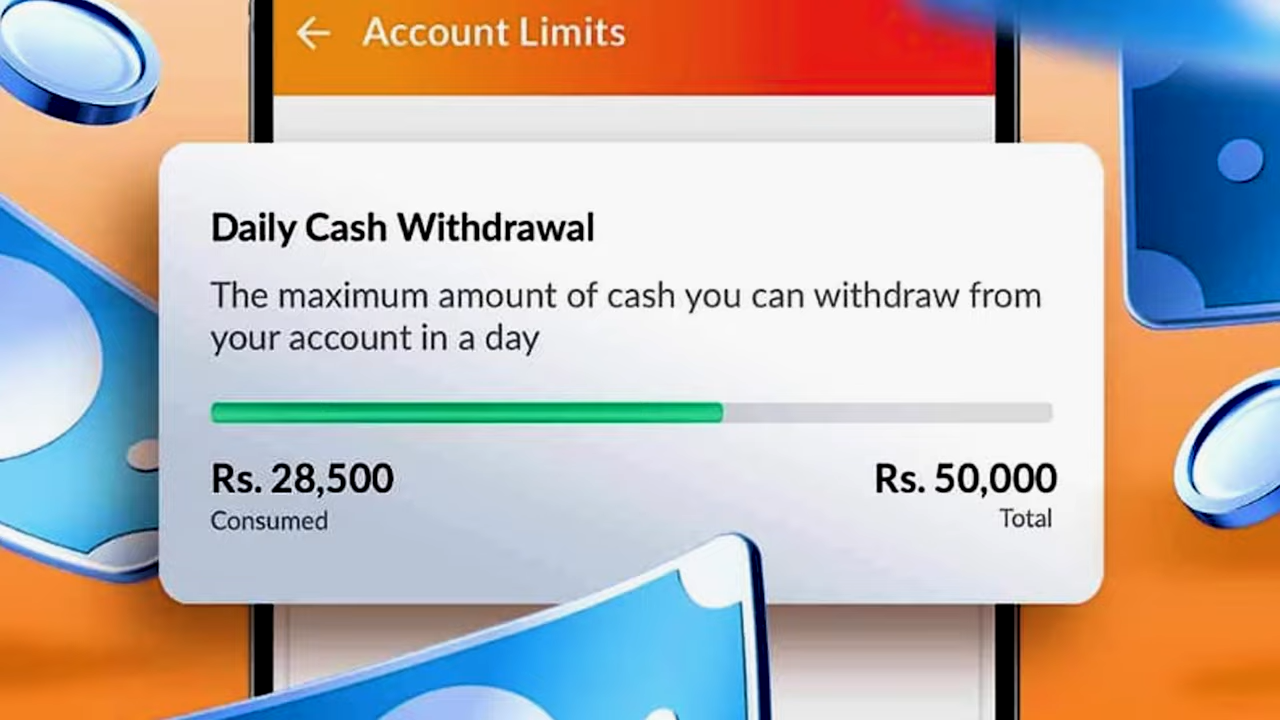 Account Limits
Daily Cash Withdrawal
The maximum amount of cash you can withdraw from
your account in a day
Rs. 28,500
Rs. 50,000
Consumed
Total